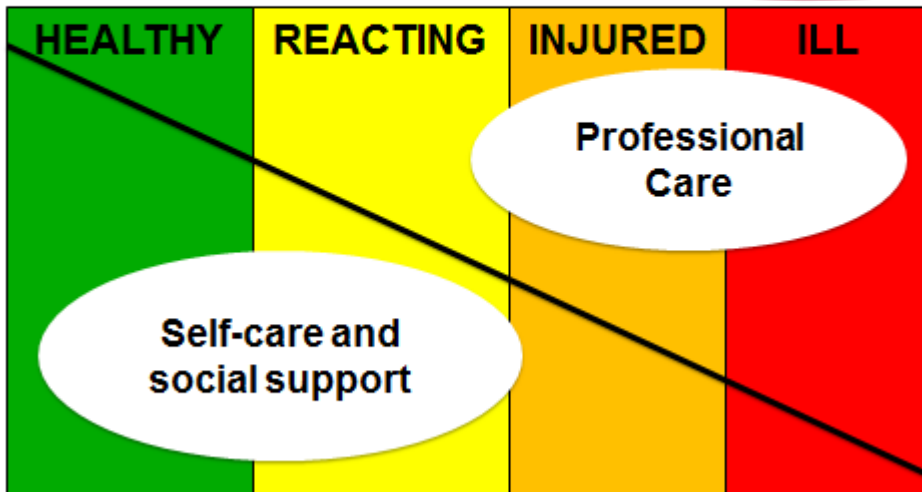 HEALTHY REACTING INJURED ILL
Professional
Care
Self-care and
social support